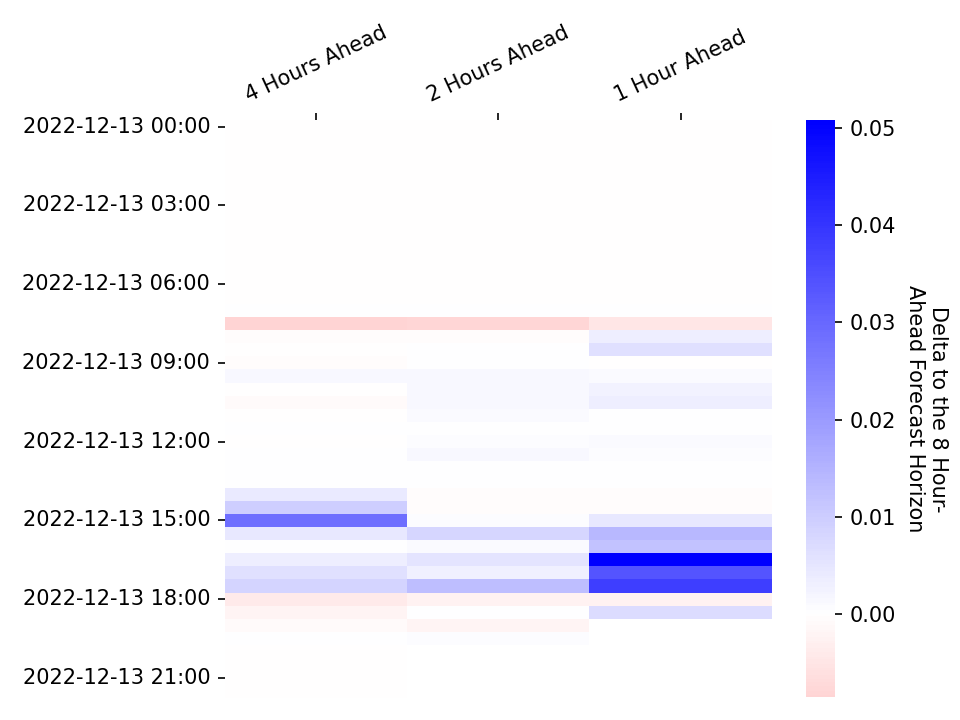 4 Hours Ahead
2 Hours Ahead
1 Hour Ahead
2022-12-13 00:00
2022-12-13 03:00
2022-12-13 06:00
2022-12-13 09:00
2022-12-13 12:00
2022-12-13 15:00
2022-12-13 18:00
2022-12-13 21:00
0.05
0.04
0.03
0.02
0.01
0.00
Delta to the 8 Hour-
Ahead Forecast Horizon